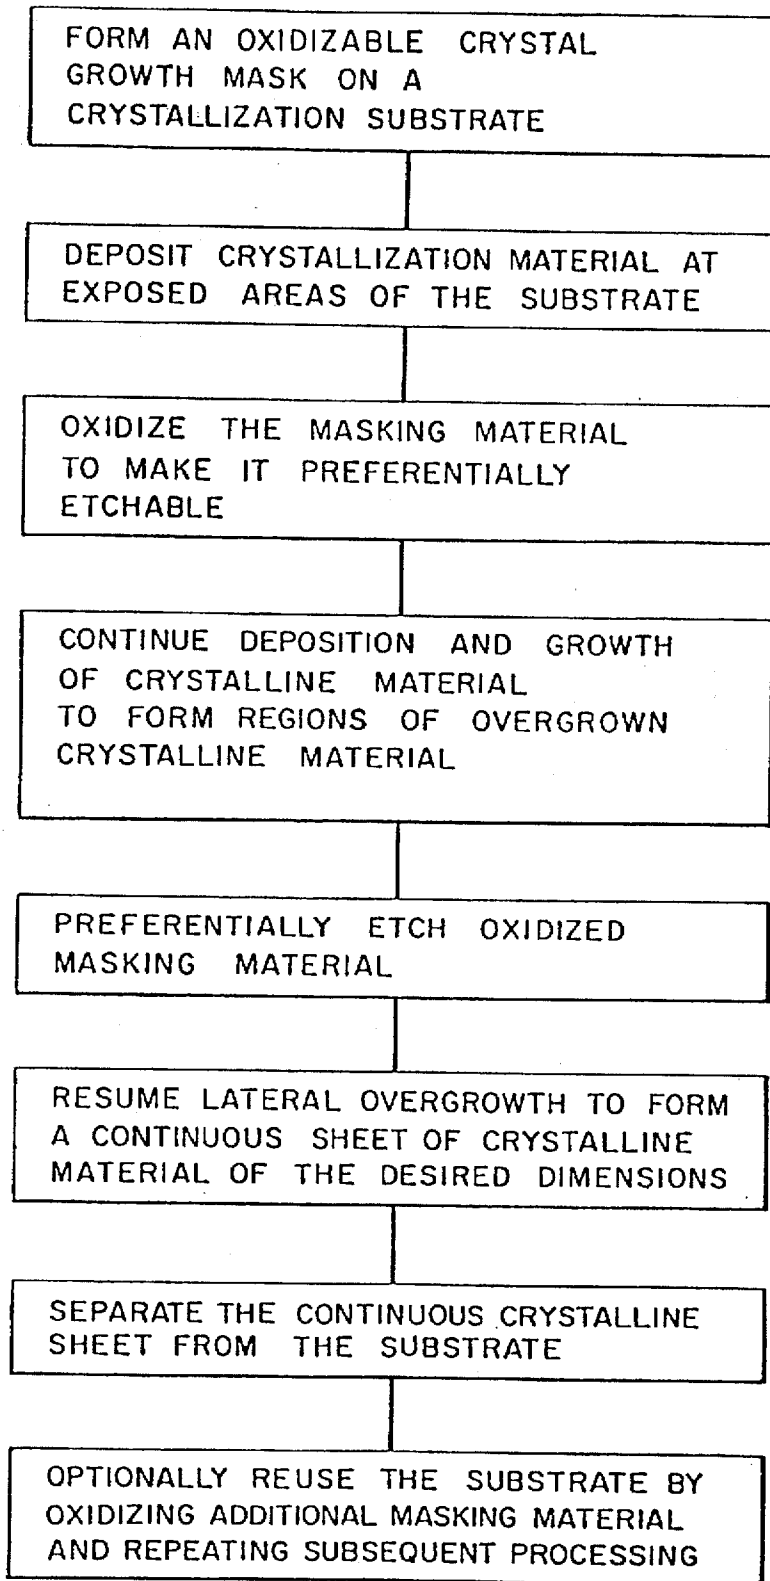 FORM AN OXIDIZABLE CRYSTAL
GROWTH MASK ON A
CRYSTALLIZATION SUBSTRATE
DEPOSIT CRYSTALLIZATION MATERIAL AT
EXPOSED AREAS OF THE SUBSTRATE
OXIDIZE THE MASKING MATERIAL
TO MAKE IT PREFERENTIALLY
ETCHABLE
CONTINUE DEPOSITION AND GROWTH
OF CRYSTALLINE MATERIAL
TO FORM REGIONS OF OVERGROWN
CRYSTALLINE MATERIAL
PREFERENTIALLY ETCH OXIDIZED
MASKING MATERIAL
RESUME LATERAL OVERGROWTH TO FORM
A CONTINUOUS SHEET OF CRYSTALLINE
MATERIAL OF THE DESIRED DIMENSIONS
SEPARATE THE CONTINUOUS CRYSTALLINE
SHEET FROM THE SUBSTRATE
OPTIONALLY REUSE THE SUBSTRATE BY
OXIDIZING ADDITIONAL MASKING MATERIAL
AND REPEATING SUBSEQUENT PROCESSING